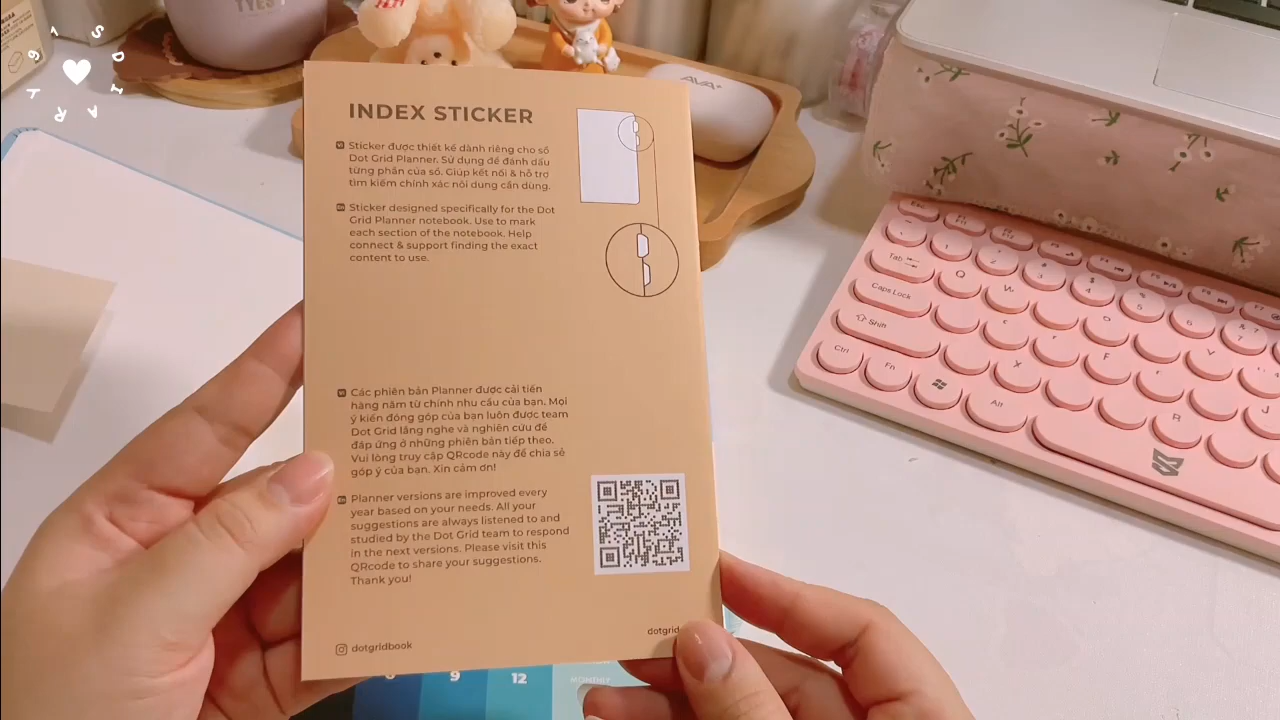 INDEX STICKER
VI Sticker được thiết kế dành riêng cho sổ
Dot Grid Planner. Sử dụng để đánh dấu
từng phần của sổ. Giúp kết nối & hỗ trợ
tìm kiếm chính xác nội dung cần dùng.
EN Sticker designed specifically for the Dot
Grid Planner notebook. Use to mark
each section of the notebook. Help
connect & support finding the exact
content to use.
VI Các phiên bản Planner được cải tiến
hàng năm từ chính nhu cầu của bạn. Mọi
ý kiến đóng góp của bạn luôn được team
Dot Grid lắng nghe và nghiên cứu để
đáp ứng ở những phiên bản tiếp theo.
Vui lòng truy cập QRcode này để chia sẻ
góp ý của bạn. Xin cảm ơn!
EN Planner versions are improved every
year based on your needs. All your
suggestions are always listened to and
studied by the Dot Grid team to respond
in the next versions. Please visit this
QRcode to share your suggestions.
Thank you!
dotgridbook
dotgrid
9 12
MONTHLY
AVA+
Esc
Tab Q W
Caps Lock
Shift X F V
Ctrl Fn Alt R J